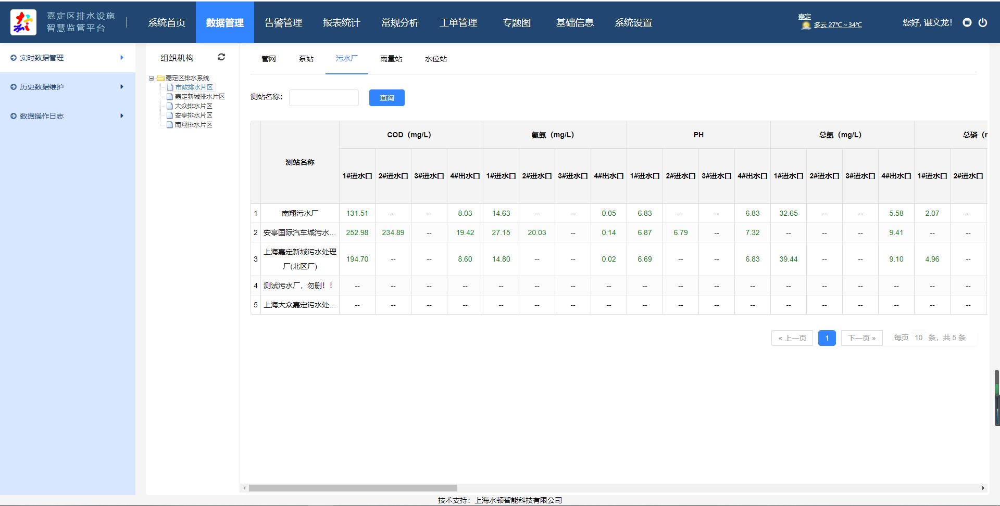 嘉定区排水设施
智慧监管平台
系统首页 数据管理 告警管理 报表统计 常规分析 工单管理 专题图 基础信息 系统设置
嘉定
多云 27℃~34℃
您好, 谌文龙!
实时数据管理
历史数据维护
数据操作日志
组织机构
嘉定区排水系统
市政排水片区
嘉定新城排水片区
大众排水片区
安亭排水片区
南翔排水片区
管网 泵站 污水厂 雨量站 水位站
测站名称: 查询
测站名称 COD (mg/L) 氨氮 (mg/L) PH 总氮 (mg/L) 总磷 (r
1#进水口 2#进水口 3#进水口 4#出水口 1#进水口 2#进水口 3#进水口 4#出水口 1#进水口 2#进水口 3#进水口 4#出水口 1#进水口 2#进水口 3#进水口 4#出水口 1#进水口 2#进水口
1 南翔污水厂 131.51 -- -- 8.03 14.63 -- -- 0.05 6.83 -- -- 6.83 32.65 -- -- 5.58 2.07 --
2 安亭国际汽车城污水... 252.98 234.89 -- 19.42 27.15 20.03 -- 0.14 6.87 6.79 -- 7.32 -- -- -- 9.41 -- --
3 上海嘉定新城污水处理
厂(北区厂) 194.70 -- -- 8.60 14.80 -- -- 0.02 6.69 -- -- 6.83 39.44 -- -- 9.10 4.96 --
4 测试污水厂，勿删！！ -- -- -- -- -- -- -- -- -- -- -- -- -- -- -- -- -- --
5 上海大众嘉定污水处... -- -- -- -- -- -- -- -- -- -- -- -- -- -- -- -- -- --
« 上一页 1 下一页 » 每页 10 条，共 5 条
技术支持：上海水顿智能科技有限公司